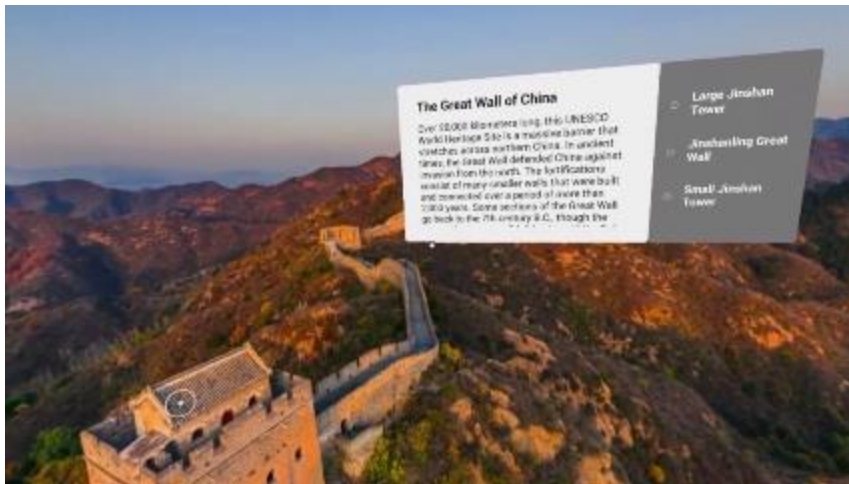 The Great Wall of China
Over 20,000 kilometers long, this UNESCO
World Heritage Site is a massive barrier that
stretches across northern China. In ancient
times, the Great Wall defended China against
invasion from the north. The fortifications
consist of many smaller walls that were built
and connected over a period of more than
years. Some sections of the Great Wall
go back to the 7th century B.C., though the
Large Jinshan
Tower
Jinshanling Great
Wall
Small Jinshan
Tower